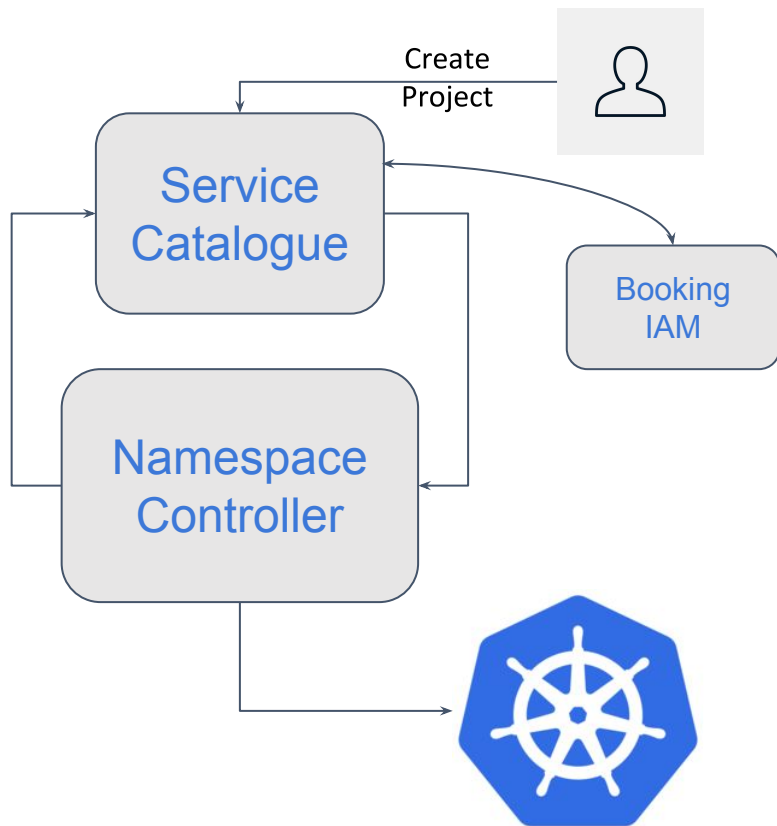 Create
Project
Service
Catalogue
Booking
IAM
Namespace
Controller